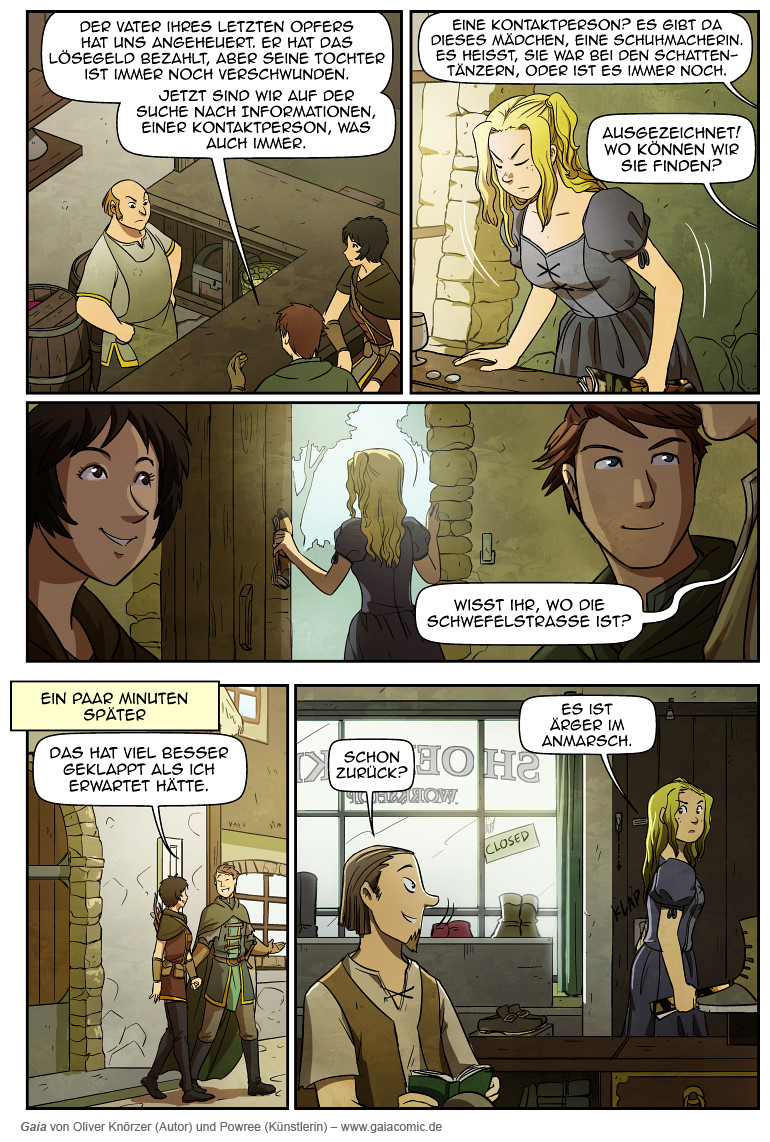 DER VATER IHRES LETZTEN OPFERS
HAT UNS ANGEHEUERT. ER HAT DAS
LÖSEGELD BEZAHLT, ABER SEINE TOCHTER
IST IMMER NOCH VERSCHWUNDEN.
JETZT SIND WIR AUF DER
SUCHE NACH INFORMATIONEN,
EINER KONTAKTPERSON, WAS
AUCH IMMER.
EINE KONTAKTPERSON? ES GIBT DA
DIESES MÄDCHEN, EINE SCHUHMACHERIN.
ES HEISST, SIE WAR BEI DEN SCHATTEN-
TÄNZERN, ODER IST ES IMMER NOCH.
AUSGEZEICHNET!
WO KÖNNEN WIR
SIE FINDEN?
WISST IHR, WO DIE
SCHWEFELSTRASSE IST?
EIN PAAR MINUTEN
SPÄTER
DAS HAT VIEL BESSER
GEKLAPPT ALS ICH
ERWARTET HÄTTE.
SCHON
ZURÜCK?
ES IST
ÄRGER IM
ANMARSCH.
SHOE
WORKSHOP
CLOSED
KLAP
Gaia von Oliver Knörzer (Autor) und Powree (Künstlerin) – www.gaiacomic.de